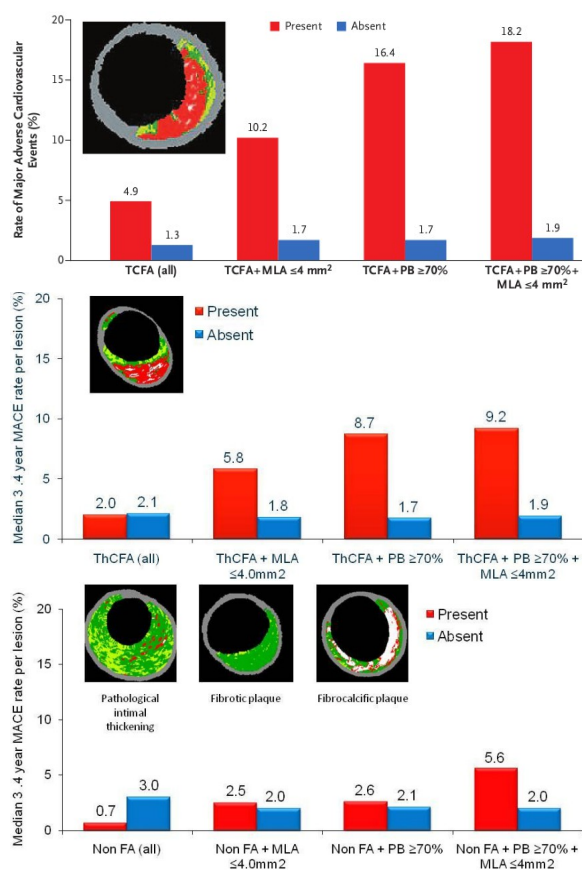 Present Absent
Rate of Major Adverse Cardiovascular
Events (%)
20
15
10
5
0
4.9
1.3
10.2
1.7
16.4
1.7
18.2
1.9
TCFA (all)
TCFA+MLA ≤4 mm2
TCFA+PB ≥70%
TCFA+PB ≥70%+
MLA ≤4 mm2
Median 3 .4 year MACE rate per lesion (%)
20
15
10
5
0
Present
Absent
2.0
2.1
5.8
1.8
8.7
1.7
9.2
1.9
ThCFA (all)
ThCFA + MLA
≤4.0mm2
ThCFA + PB ≥70%
ThCFA + PB ≥70% +
MLA ≤4mm2
Median 3 .4 year MACE rate per lesion (%)
20
15
10
5
0
Present
Absent
Pathological
intimal
thickening
Fibrotic plaque
Fibrocalcific plaque
0.7
3.0
2.5
2.0
2.6
2.1
5.6
2.0
Non FA (all)
Non FA + MLA
≤4.0mm2
Non FA + PB ≥70%
Non FA + PB ≥70% +
MLA ≤4mm2